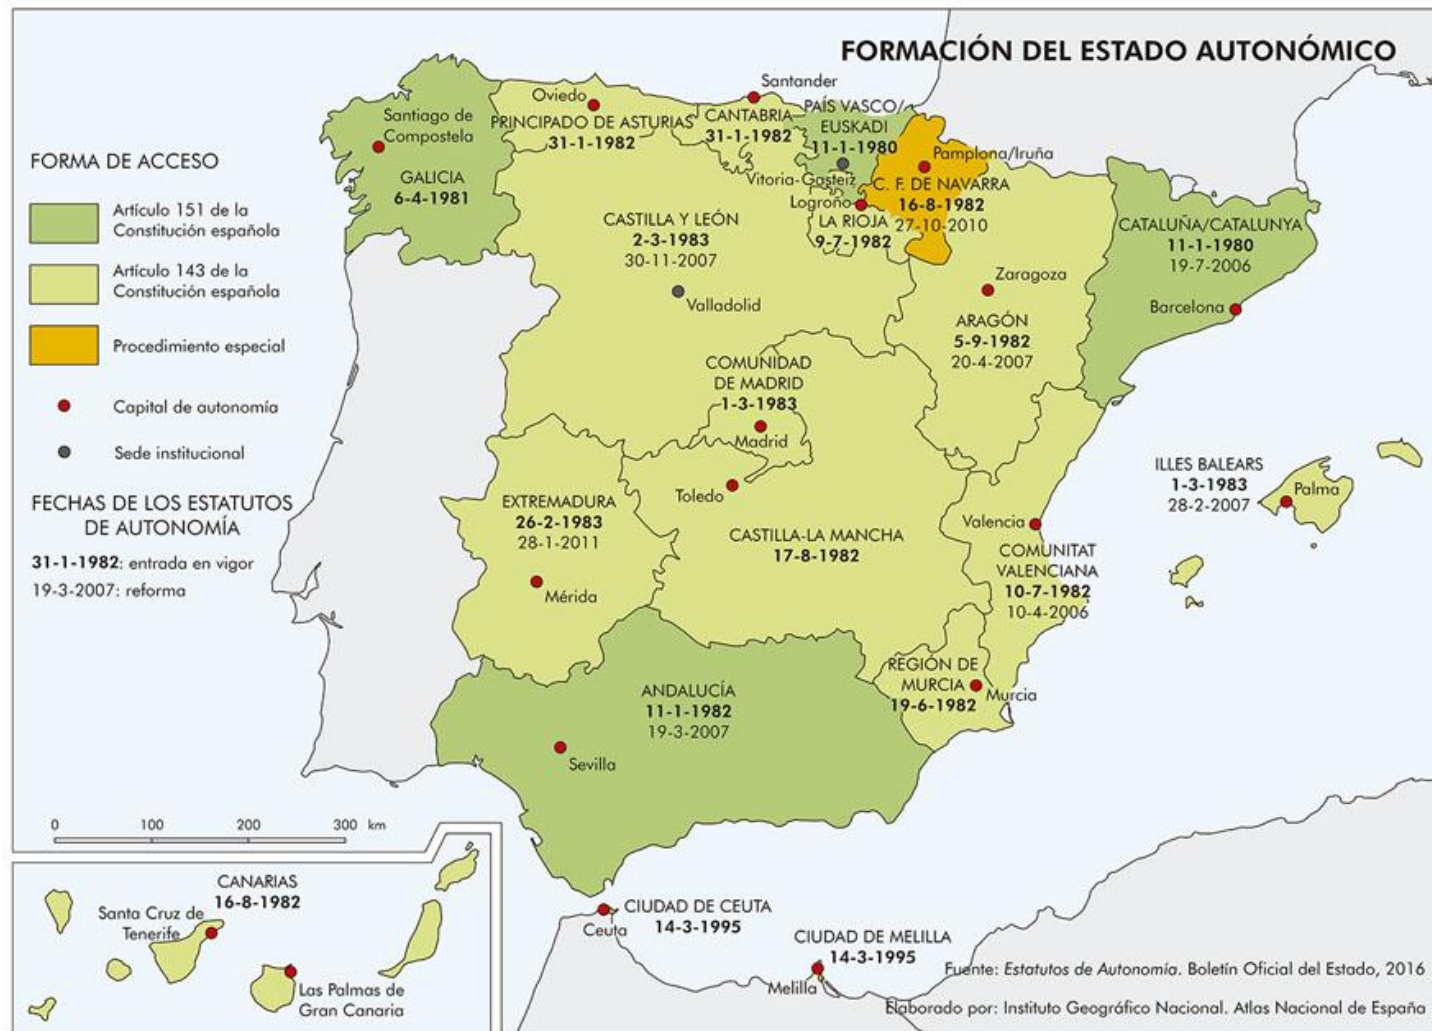 FORMACIÓN DEL ESTADO AUTONÓMICO
FORMA DE ACCESO
Artículo 151 de la
Constitución española
Artículo 143 de la
Constitución española
Procedimiento especial
Capital de autonomía
Sede institucional
FECHAS DE LOS ESTATUTOS
DE AUTONOMÍA
31-1-1982: entrada en vigor
19-3-2007: reforma
Santiago de
Compostela
GALICIA
6-4-1981
Oviedo
PRINCIPADO DE ASTURIAS
31-1-1982
Santander
CANTABRIA
31-1-1982
PAÍS VASCO/
EUSKADI
11-1-1980
Vitoria-Gasteiz
Pamplona/Iruña
C. F. DE NAVARRA
16-8-1982
27-10-2010
Logroño
LA RIOJA
9-7-1982
CASTILLA Y LEÓN
2-3-1983
30-11-2007
Valladolid
Zaragoza
ARAGÓN
5-9-1982
20-4-2007
CATALUÑA/CATALUNYA
11-1-1980
19-7-2006
Barcelona
COMUNIDAD
DE MADRID
1-3-1983
Madrid
Toledo
CASTILLA-LA MANCHA
17-8-1982
EXTREMADURA
26-2-1983
28-1-2011
Mérida
Valencia
COMUNITAT
VALENCIANA
10-7-1982
10-4-2006
ILLES BALEARS
1-3-1983
28-2-2007
Palma
REGIÓN DE
MURCIA
19-6-1982
Murcia
ANDALUCÍA
11-1-1982
19-3-2007
Sevilla
0 100 200 300 km
CANARIAS
16-8-1982
Santa Cruz de
Tenerife
Las Palmas de
Gran Canaria
CIUDAD DE CEUTA
14-3-1995
Ceuta
CIUDAD DE MELILLA
14-3-1995
Melilla
Fuente: Estatutos de Autonomía. Boletín Oficial del Estado, 2016
Elaborado por: Instituto Geográfico Nacional. Atlas Nacional de España